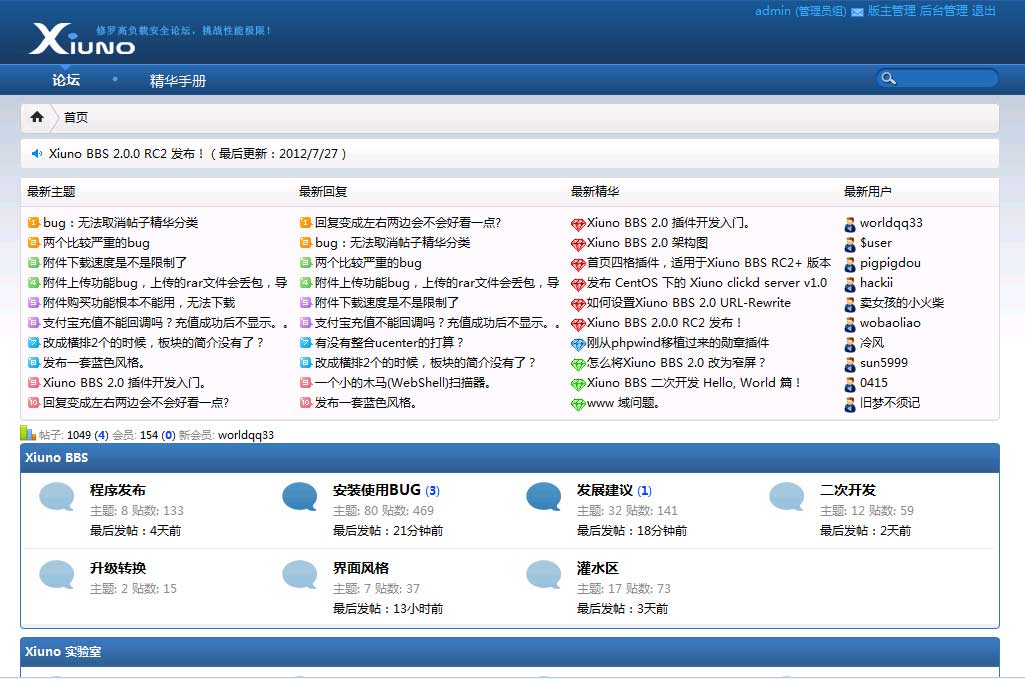 admin (管理员组) 版主管理 后台管理 退出
XIUNO 修罗高负载安全论坛，挑战性能极限！
论坛 精华手册
首页
Xiuno BBS 2.0.0 RC2 发布！( 最后更新：2012/7/27 )
最新主题 最新回复 最新精华 最新用户
1 bug：无法取消帖子精华分类 1 回复变成左右两边会不会好看一点? Xiuno BBS 2.0 插件开发入门。 worldqq33
2 两个比较严重的bug 2 bug：无法取消帖子精华分类 Xiuno BBS 2.0 架构图 $user
3 附件下载速度是不是限制了 3 两个比较严重的bug 首页四格插件，适用于Xiuno BBS RC2+ 版本 pigpigdou
4 附件上传功能bug，上传的rar文件会丢包，导 4 附件上传功能bug，上传的rar文件会丢包，导 发布 CentOS 下的 Xiuno clickd server v1.0 hackii
5 附件购买功能根本不能用，无法下载 5 附件下载速度是不是限制了 如何设置Xiuno BBS 2.0 URL-Rewrite 卖女孩的小火柴
6 支付宝充值不能回调吗？充值成功后不显示。。 6 支付宝充值不能回调吗？充值成功后不显示。。 Xiuno BBS 2.0.0 RC2 发布！ wobaoliao
7 改成横排2个的时候，板块的简介没有了？ 7 有没有整合ucenter的打算？ 刚从phpwind移植过来的勋章插件 冷风
8 发布一套蓝色风格。 8 改成横排2个的时候，板块的简介没有了？ 怎么将Xiuno BBS 2.0 改为窄屏？ sun5999
9 Xiuno BBS 2.0 插件开发入门。 9 一个小的木马(WebShell)扫描器。 Xiuno BBS 二次开发 Hello, World 篇！ 0415
10 回复变成左右两边会不会好看一点? 10 发布一套蓝色风格。 www 域问题。 旧梦不须记
帖子: 1049 (4) 会员: 154 (0) 新会员: worldqq33
Xiuno BBS
程序发布 安装使用BUG (3) 发展建议 (1) 二次开发
主题: 8 贴数: 133 主题: 80 贴数: 469 主题: 32 贴数: 141 主题: 12 贴数: 59
最后发帖：4天前 最后发帖：21分钟前 最后发帖：18分钟前 最后发帖：2天前
升级转换 界面风格 灌水区
主题: 2 贴数: 15 主题: 7 贴数: 37 主题: 17 贴数: 73
最后发帖：13小时前 最后发帖：3天前
Xiuno 实验室